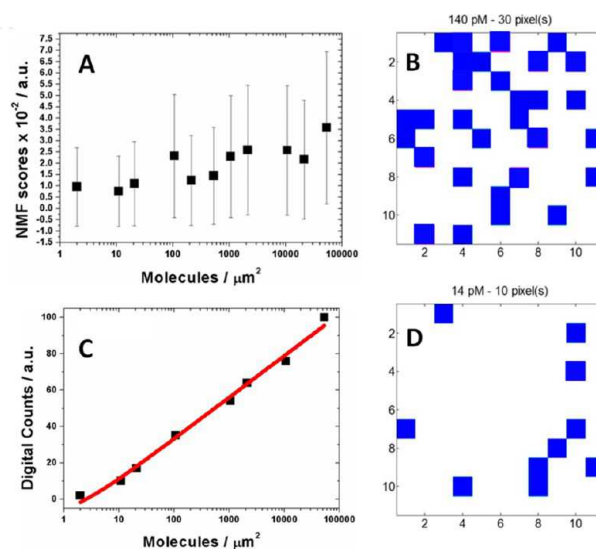 A
NMF scores x 10-2 / a.u.
7.5
7.0
6.5
6.0
5.5
5.0
4.5
4.0
3.5
3.0
2.5
2.0
1.5
1.0
0.5
0.0
-0.5
-1.0
-1.5
1 10 100 1000 10000 100000
Molecules / μm2
140 pM - 30 pixel(s)
B
2
4
6
8
10
2 4 6 8 10
C
Digital Counts / a.u.
100
80
60
40
20
0
1 10 100 1000 10000 100000
Molecules / μm2
14 pM - 10 pixel(s)
D
2
4
6
8
10
2 4 6 8 10